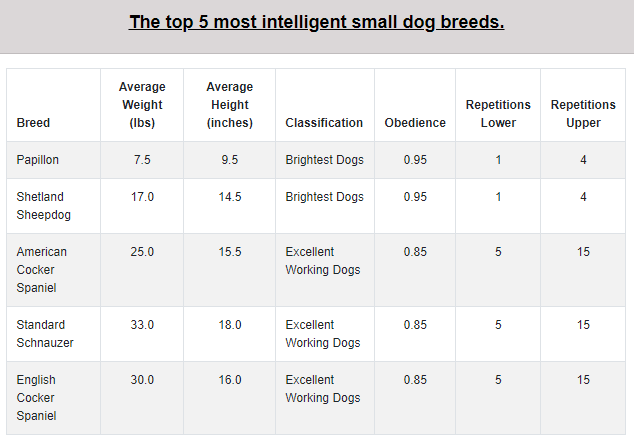 The top 5 most intelligent small dog breeds.
Breed Average Weight (lbs) Average Height (inches) Classification Obedience Repetitions Lower Repetitions Upper
Papillon 7.5 9.5 Brightest Dogs 0.95 1 4
Shetland Sheepdog 17.0 14.5 Brightest Dogs 0.95 1 4
American Cocker Spaniel 25.0 15.5 Excellent Working Dogs 0.85 5 15
Standard Schnauzer 33.0 18.0 Excellent Working Dogs 0.85 5 15
English Cocker Spaniel 30.0 16.0 Excellent Working Dogs 0.85 5 15